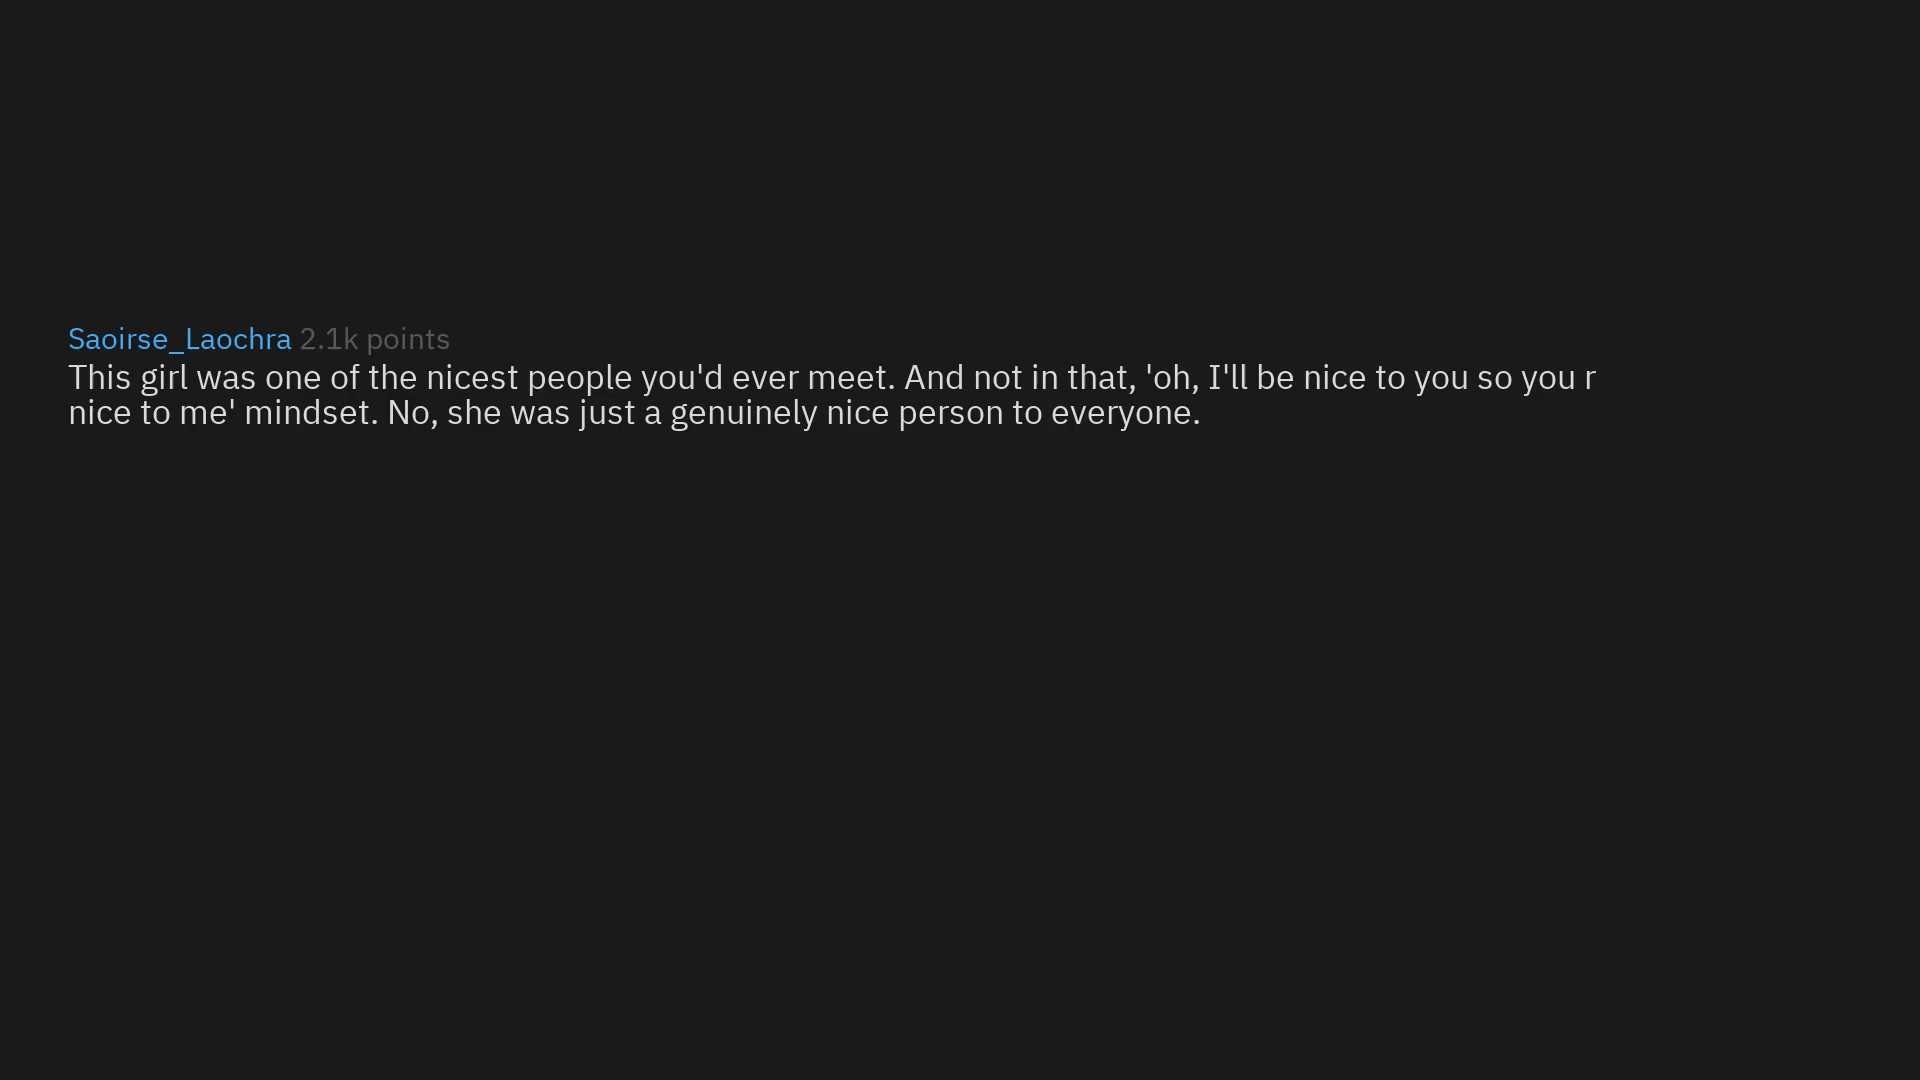 Saoirse_Laochra 2.1k points
This girl was one of the nicest people you'd ever meet. And not in that, 'oh, I'll be nice to you so you r
nice to me' mindset. No, she was just a genuinely nice person to everyone.